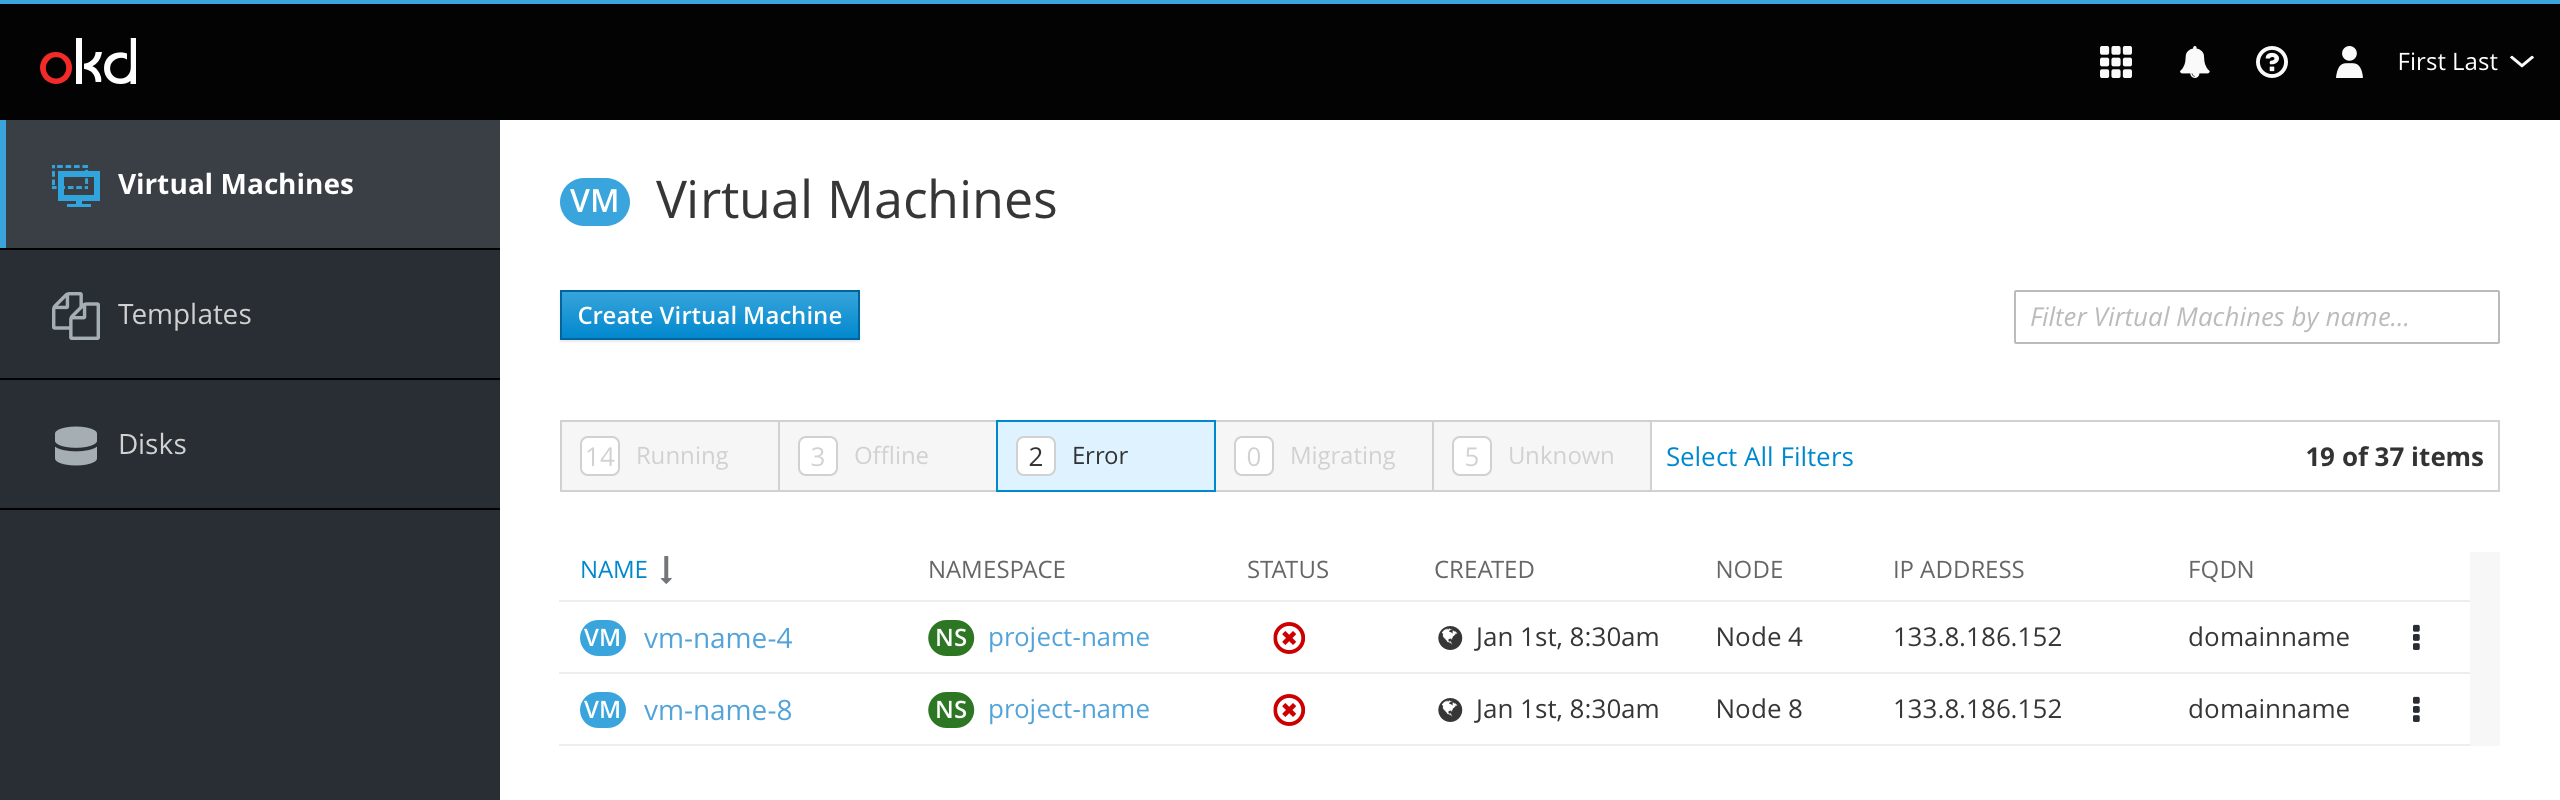 okd
First Last
Virtual Machines
Templates
Disks
VM Virtual Machines
Create Virtual Machine
Filter Virtual Machines by name...
14 Running 3 Offline 2 Error 0 Migrating 5 Unknown Select All Filters 19 of 37 items
NAME NAMESPACE STATUS CREATED NODE IP ADDRESS FQDN
VM vm-name-4 NS project-name Jan 1st, 8:30am Node 4 133.8.186.152 domainname
VM vm-name-8 NS project-name Jan 1st, 8:30am Node 8 133.8.186.152 domainname